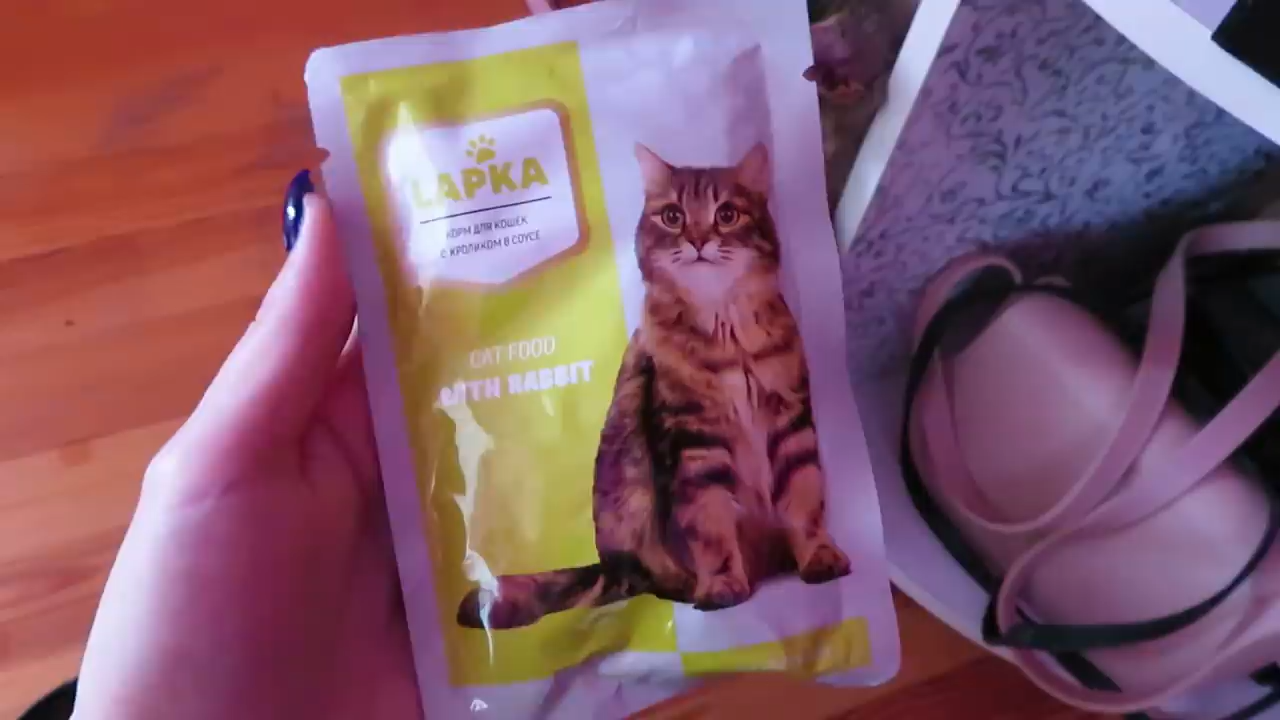 LAPKA
КОРМ ДЛЯ КОШЕК
С КРОЛИКОМ В СОУСЕ
CAT FOOD
WITH RABBIT